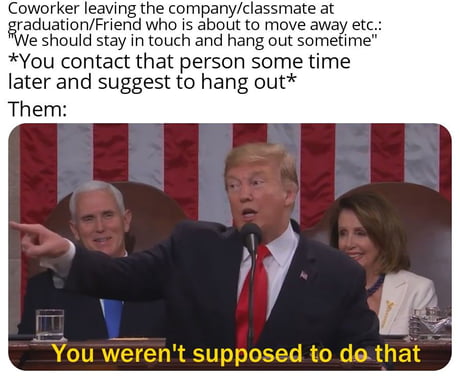 Coworker leaving the company/classmate at
graduation/Friend who is about to move away etc.:
"We should stay in touch and hang out sometime"
*You contact that person some time
later and suggest to hang out*
Them:
You weren't supposed to do that